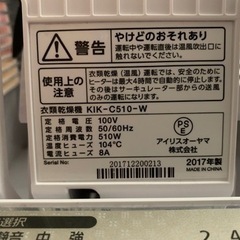 警告
やけどのおそれあり
運転中や運転直後は温風吹出口に
触れないでください。
使用上の
注意
衣類乾燥（温風）運転では、安全のために
ヒーターは最大4時間で自動的に停止し、
その後はサーキュレーター部からの送風
のみの運転になります。
衣類乾燥機 KIK-C510-W
定格電圧 100V
定格周波数 50/60Hz
定格消費電力 510W
温度ヒューズ 104℃
電流ヒューズ 8A
PS
E
アイリスオーヤマ
株式会社
2017年製
Serial No: 201712200213
MADE IN CHINA
選択
中 強